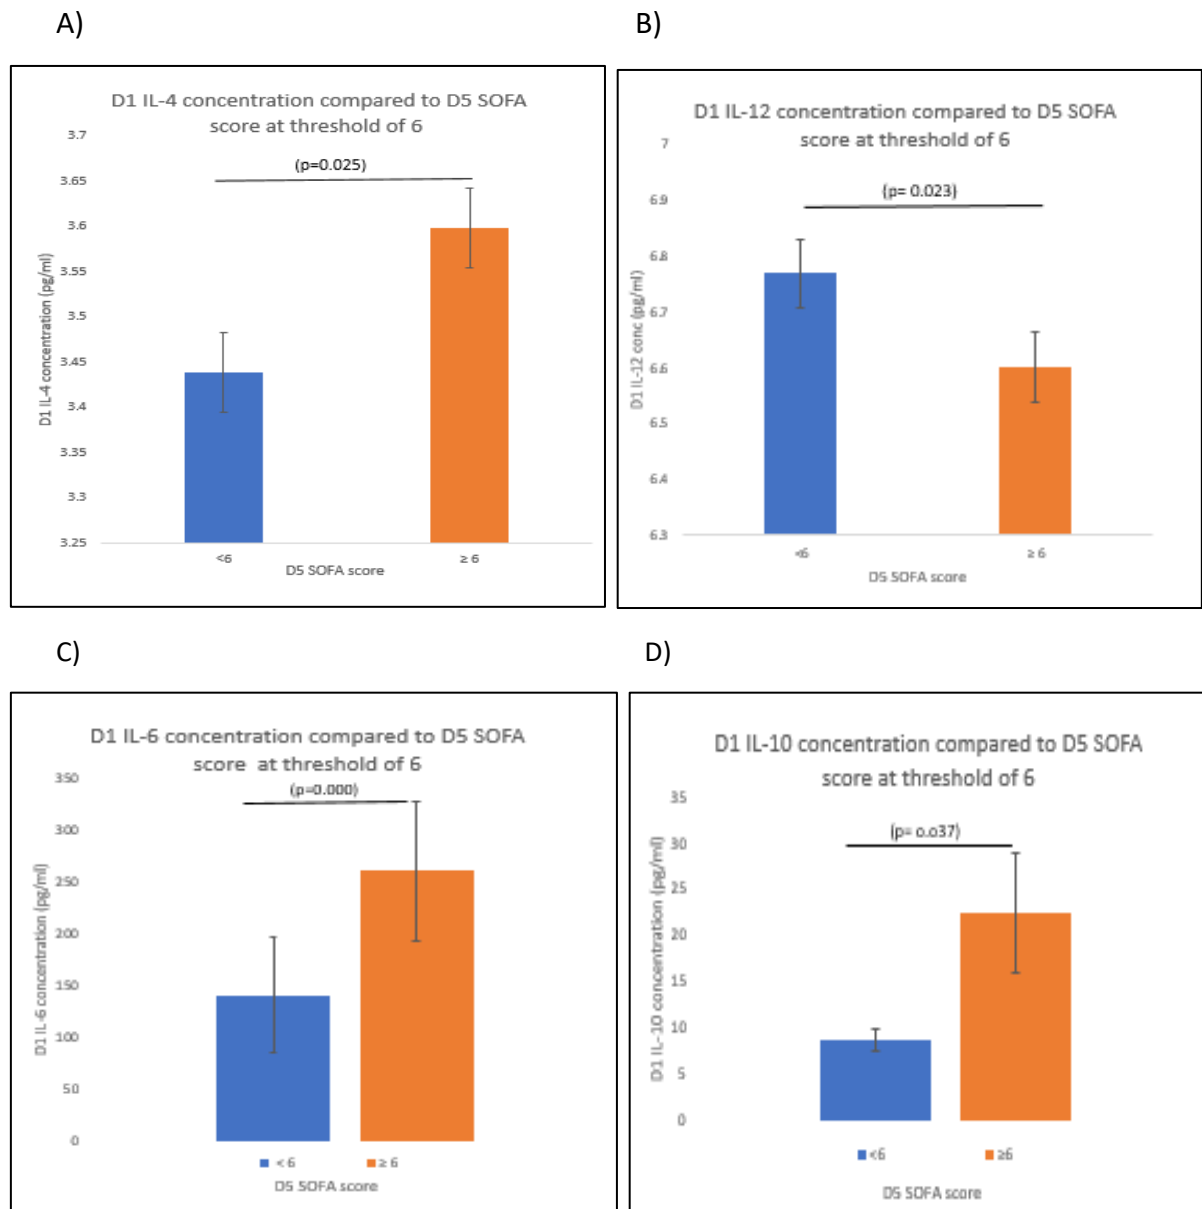 A)
D1 IL-4 concentration compared to D5 SOFA
score at threshold of 6
3.7
3.65
3.6
3.55
3.5
3.45
3.4
3.35
3.3
3.25
(p=0.025)
D1 IL-4 concentration (pg/ml)
<6
≥ 6
D5 SOFA score
B)
D1 IL-12 concentration compared to D5 SOFA
score at threshold of 6
7
6.9
6.8
6.7
6.6
6.5
6.4
6.3
(p= 0.023)
D1 IL-12 conc (pg/ml)
<6
≥ 6
D5 SOFA score
C)
D1 IL-6 concentration compared to D5 SOFA
score at threshold of 6
350
300
250
200
150
100
50
0
(p=0.000)
D1 IL-6 concentration (pg/ml)
< 6
≥ 6
D5 SOFA score
D)
D1 IL-10 concentration compared to D5 SOFA
score at threshold of 6
35
30
25
20
15
10
5
0
(p= 0.037)
D1 IL-10 concentration (pg/ml)
<6
≥6
D5 SOFA score